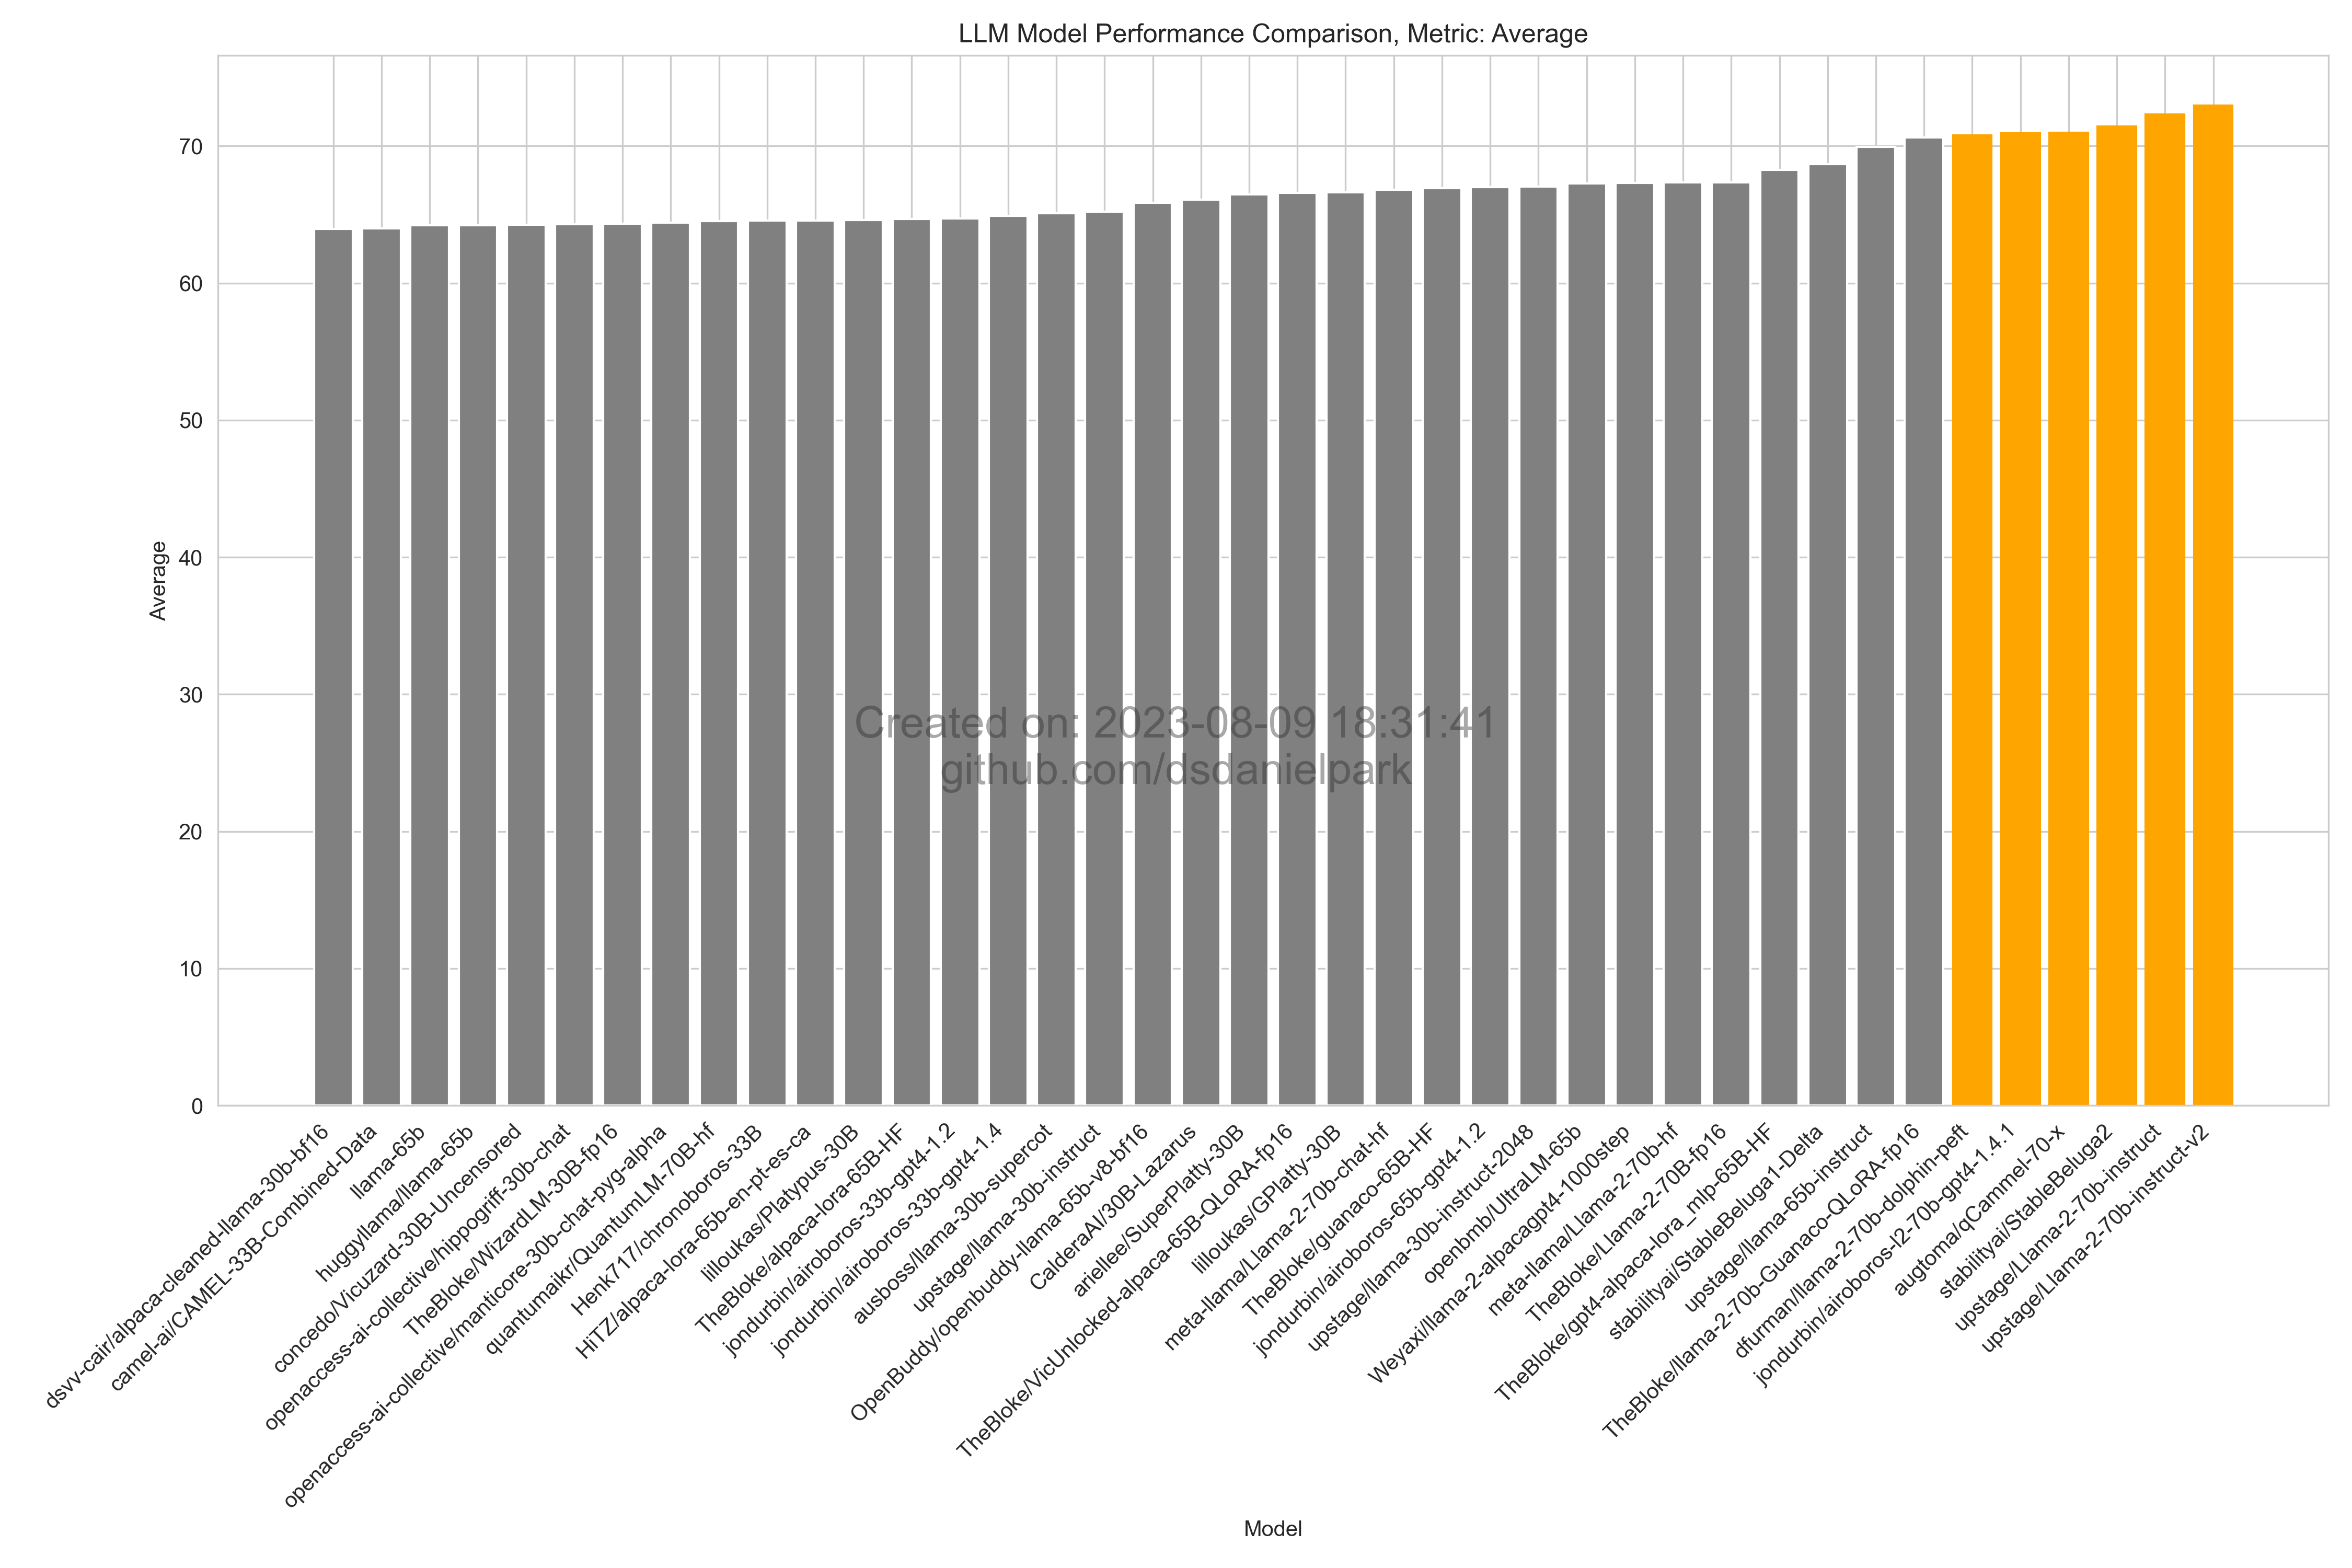 LLM Model Performance Comparison, Metric: Average
70
60
50
40
30
20
10
0
Average
Created on: 2023-08-09 18:31:41
github.com/dsdanielpark
dsvv-cair/alpaca-cleaned-llama-30b-bf16
camel-ai/CAMEL-33B-Combined-Data
llama-65b
huggyllama/llama-65b
concedo/Vicuzard-30B-Uncensored
openaccess-ai-collective/hippogriff-30b-chat
TheBloke/WizardLM-30B-fp16
openaccess-ai-collective/manticore-30b-chat-pyg-alpha
quantumaikr/QuantumLM-70B-hf
Henk717/chronoboros-33B
HiTZ/alpaca-lora-65b-en-pt-es-ca
lilloukas/Platypus-30B
TheBloke/alpaca-lora-65B-HF
jondurbin/airoboros-33b-gpt4-1.2
jondurbin/airoboros-33b-gpt4-1.4
ausboss/llama-30b-supercot
upstage/llama-30b-instruct
OpenBuddy/openbuddy-llama-65b-v8-bf16
CalderaAI/30B-Lazarus
ariellee/SuperPlatty-30B
TheBloke/VicUnlocked-alpaca-65B-QLoRA-fp16
lilloukas/GPlatty-30B
meta-llama/Llama-2-70b-chat-hf
TheBloke/guanaco-65B-HF
jondurbin/airoboros-65b-gpt4-1.2
upstage/llama-30b-instruct-2048
openbmb/UltraLM-65b
Weyaxi/llama-2-alpacagpt4-1000step
meta-llama/Llama-2-70b-hf
TheBloke/Llama-2-70B-fp16
TheBloke/gpt4-alpaca-lora_mlp-65B-HF
stabilityai/StableBeluga1-Delta
upstage/llama-65b-instruct
TheBloke/llama-2-70b-Guanaco-QLoRA-fp16
dfurman/llama-2-70b-dolphin-peft
jondurbin/airoboros-l2-70b-gpt4-1.4.1
augtoma/qCammel-70-x
stabilityai/StableBeluga2
upstage/Llama-2-70b-instruct
upstage/Llama-2-70b-instruct-v2
Model